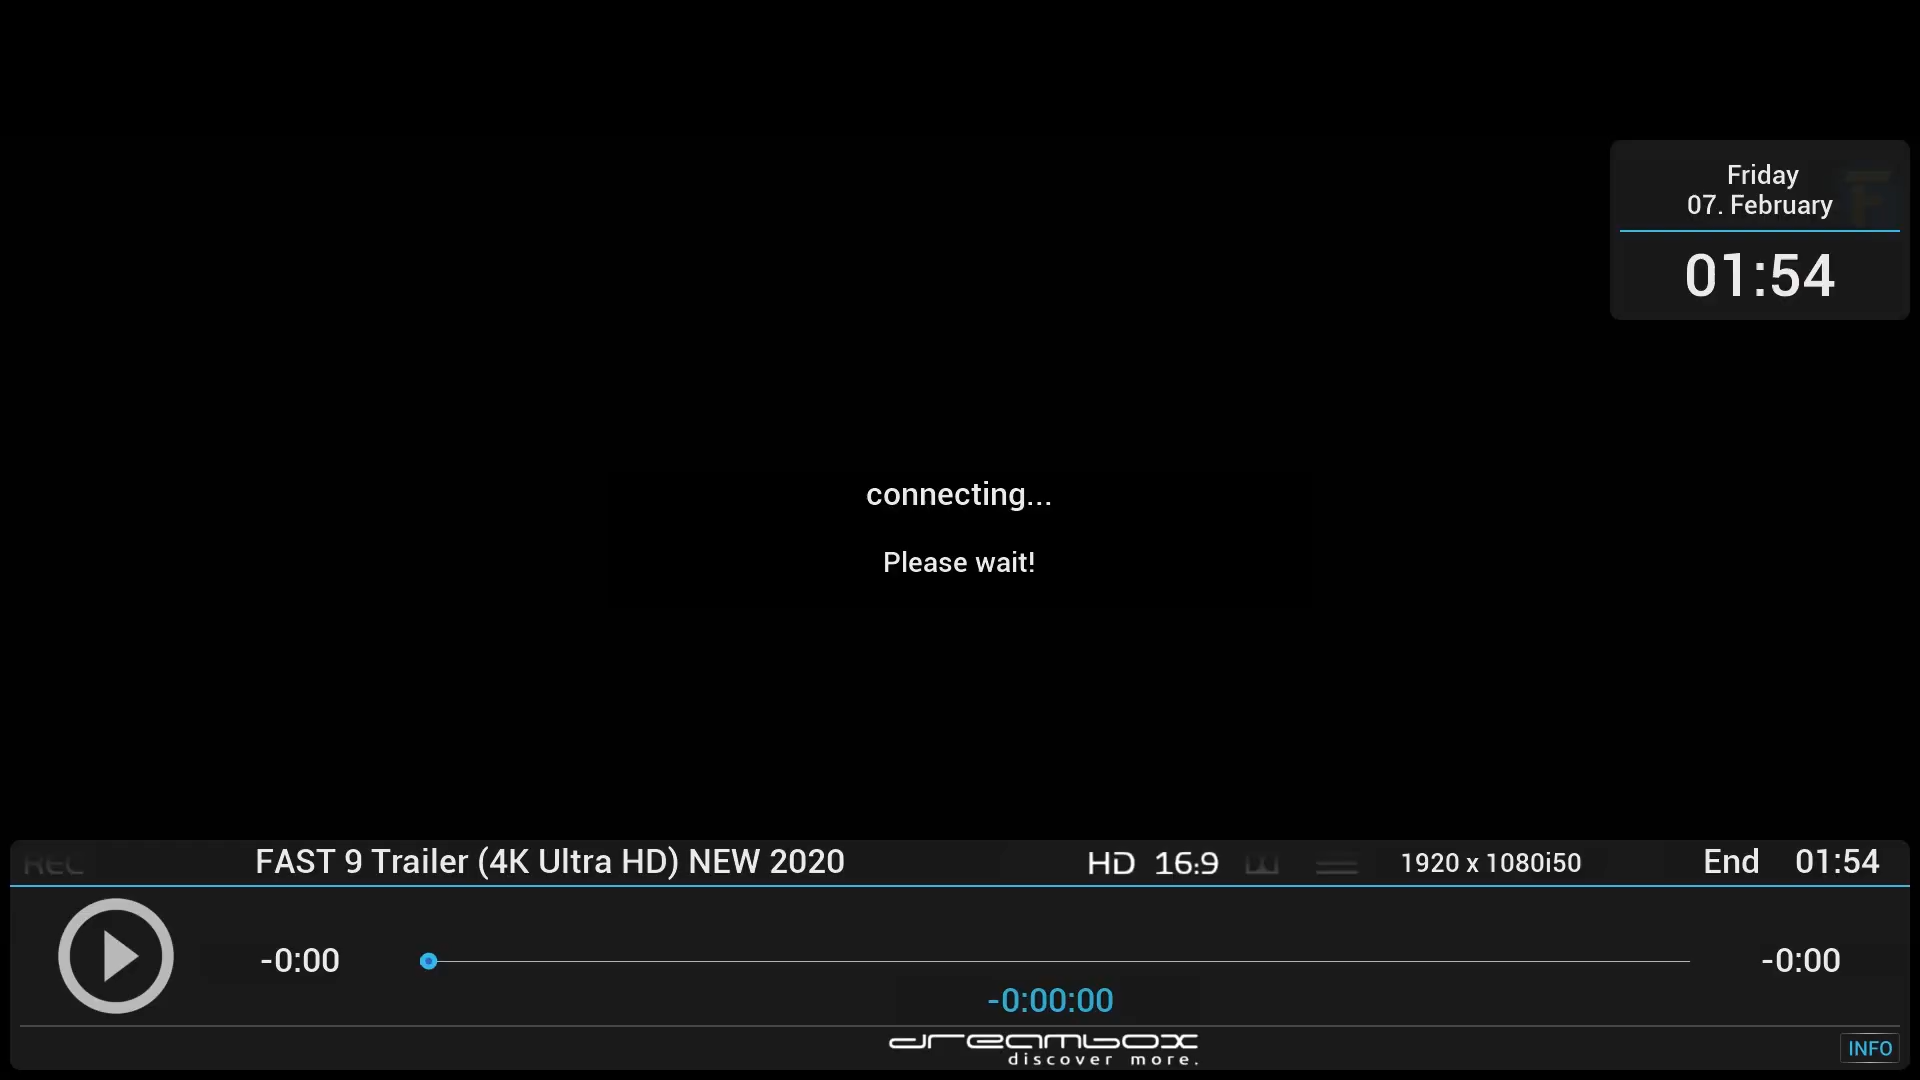 Friday
07. February
01:54
connecting...
Please wait!
REC
FAST 9 Trailer (4K Ultra HD) NEW 2020
HD 16:9
1920 x 1080i50
End 01:54
-0:00
-0:00
-0:00:00
dreambox
discover more.
INFO